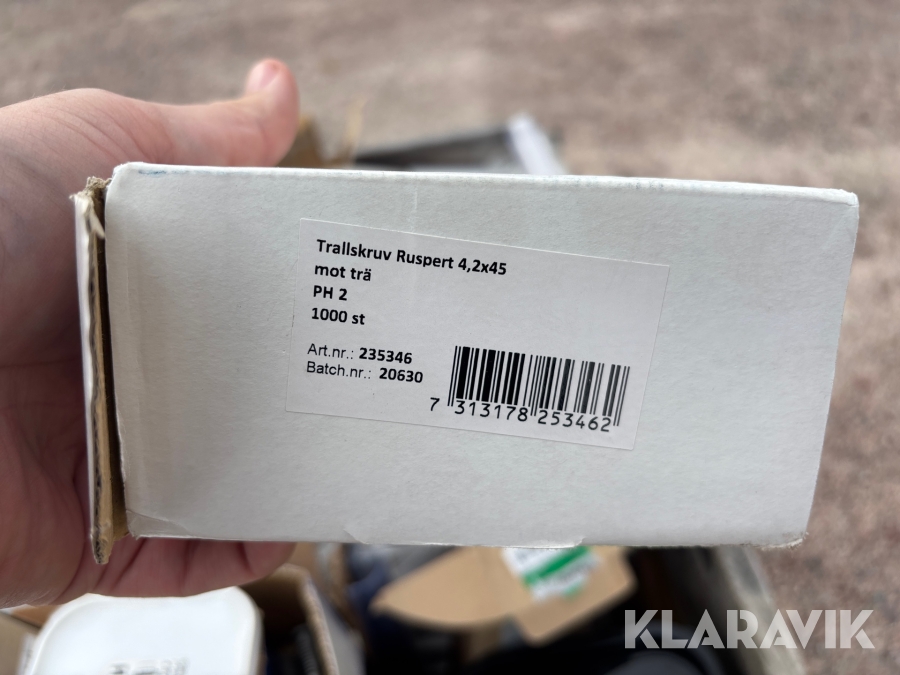 Trallskruv Ruspert 4,2x45
mot trä
PH 2
1000 st
Art.nr.: 235346
Batch.nr.: 20630
7 313178 253462
KLARAVIK